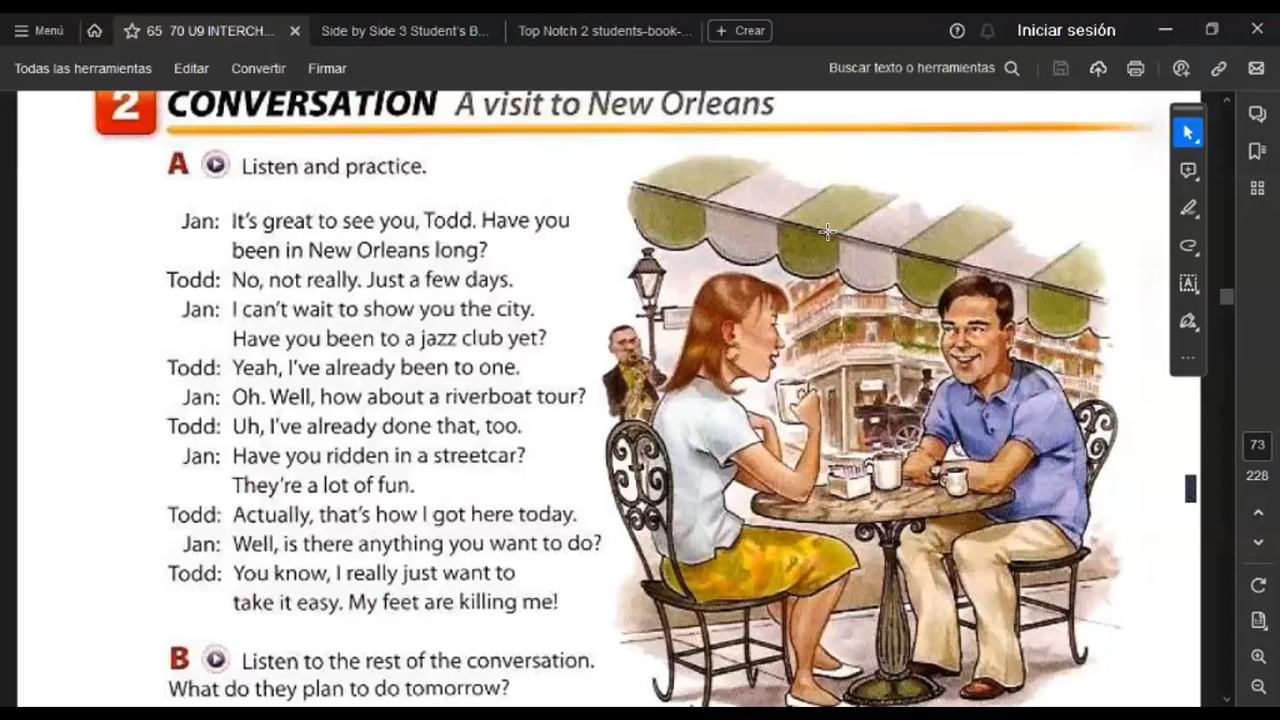 Menú
65 70 U9 INTERCH...
Side by Side 3 Student's B...
Top Notch 2 students-book-...
+ Crear
Iniciar sesión
Todas las herramientas
Editar
Convertir
Firmar
Buscar texto o herramientas
2 CONVERSATION A visit to New Orleans
A Listen and practice.
Jan: It's great to see you, Todd. Have you
been in New Orleans long?
Todd: No, not really. Just a few days.
Jan: I can't wait to show you the city.
Have you been to a jazz club yet?
Todd: Yeah, I've already been to one.
Jan: Oh. Well, how about a riverboat tour?
Todd: Uh, I've already done that, too.
Jan: Have you ridden in a streetcar?
They're a lot of fun.
Todd: Actually, that's how I got here today.
Jan: Well, is there anything you want to do?
Todd: You know, I really just want to
take it easy. My feet are killing me!
B Listen to the rest of the conversation.
What do they plan to do tomorrow?
73
228